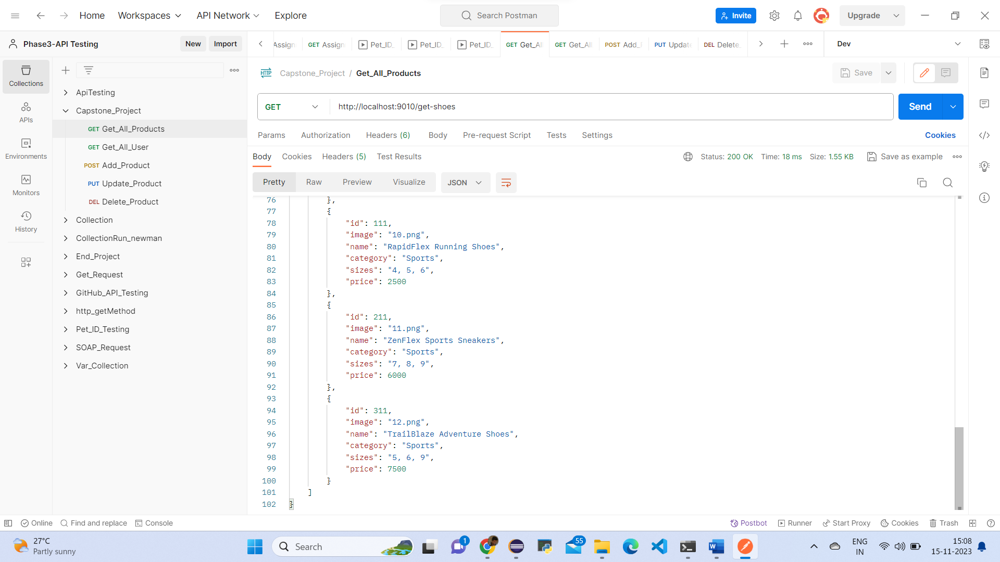 Home Workspaces API Network Explore Search Postman Invite Upgrade
Phase3-API Testing New Import Assign GET Assign Pet_ID_ Pet_ID_ Pet_ID_ GET Get_Al GET Get_All POST Add_ PUT Update DEL Delete_ Dev
Collections
APIs
Environments
Monitors
History
ApiTesting
Capstone_Project
GET Get_All_Products
GET Get_All_User
POST Add_Product
PUT Update_Product
DEL Delete_Product
Collection
CollectionRun_newman
End_Project
Get_Request
GitHub_API_Testing
http_getMethod
Pet_ID_Testing
SOAP_Request
Var_Collection
HTTP Capstone_Project / Get_All_Products Save
GET http://localhost:9010/get-shoes Send
Params Authorization Headers (6) Body Pre-request Script Tests Settings Cookies
Body Cookies Headers (5) Test Results Status: 200 OK Time: 18 ms Size: 1.55 KB Save as example
Pretty Raw Preview Visualize JSON
76 },
77 {
78 "id": 111,
79 "image": "10.png",
80 "name": "RapidFlex Running Shoes",
81 "category": "Sports",
82 "sizes": "4, 5, 6",
83 "price": 2500
84 },
85 {
86 "id": 211,
87 "image": "11.png",
88 "name": "ZenFlex Sports Sneakers",
89 "category": "Sports",
90 "sizes": "7, 8, 9",
91 "price": 6000
92 },
93 {
94 "id": 311,
95 "image": "12.png",
96 "name": "TrailBlaze Adventure Shoes",
97 "category": "Sports",
98 "sizes": "5, 6, 9",
99 "price": 7500
100 }
101 ]
102 }
Online Find and replace Console Postbot Runner Start Proxy Cookies Trash
27°C
Partly sunny
Search
1
55
ENG
IN
15:08
15-11-2023